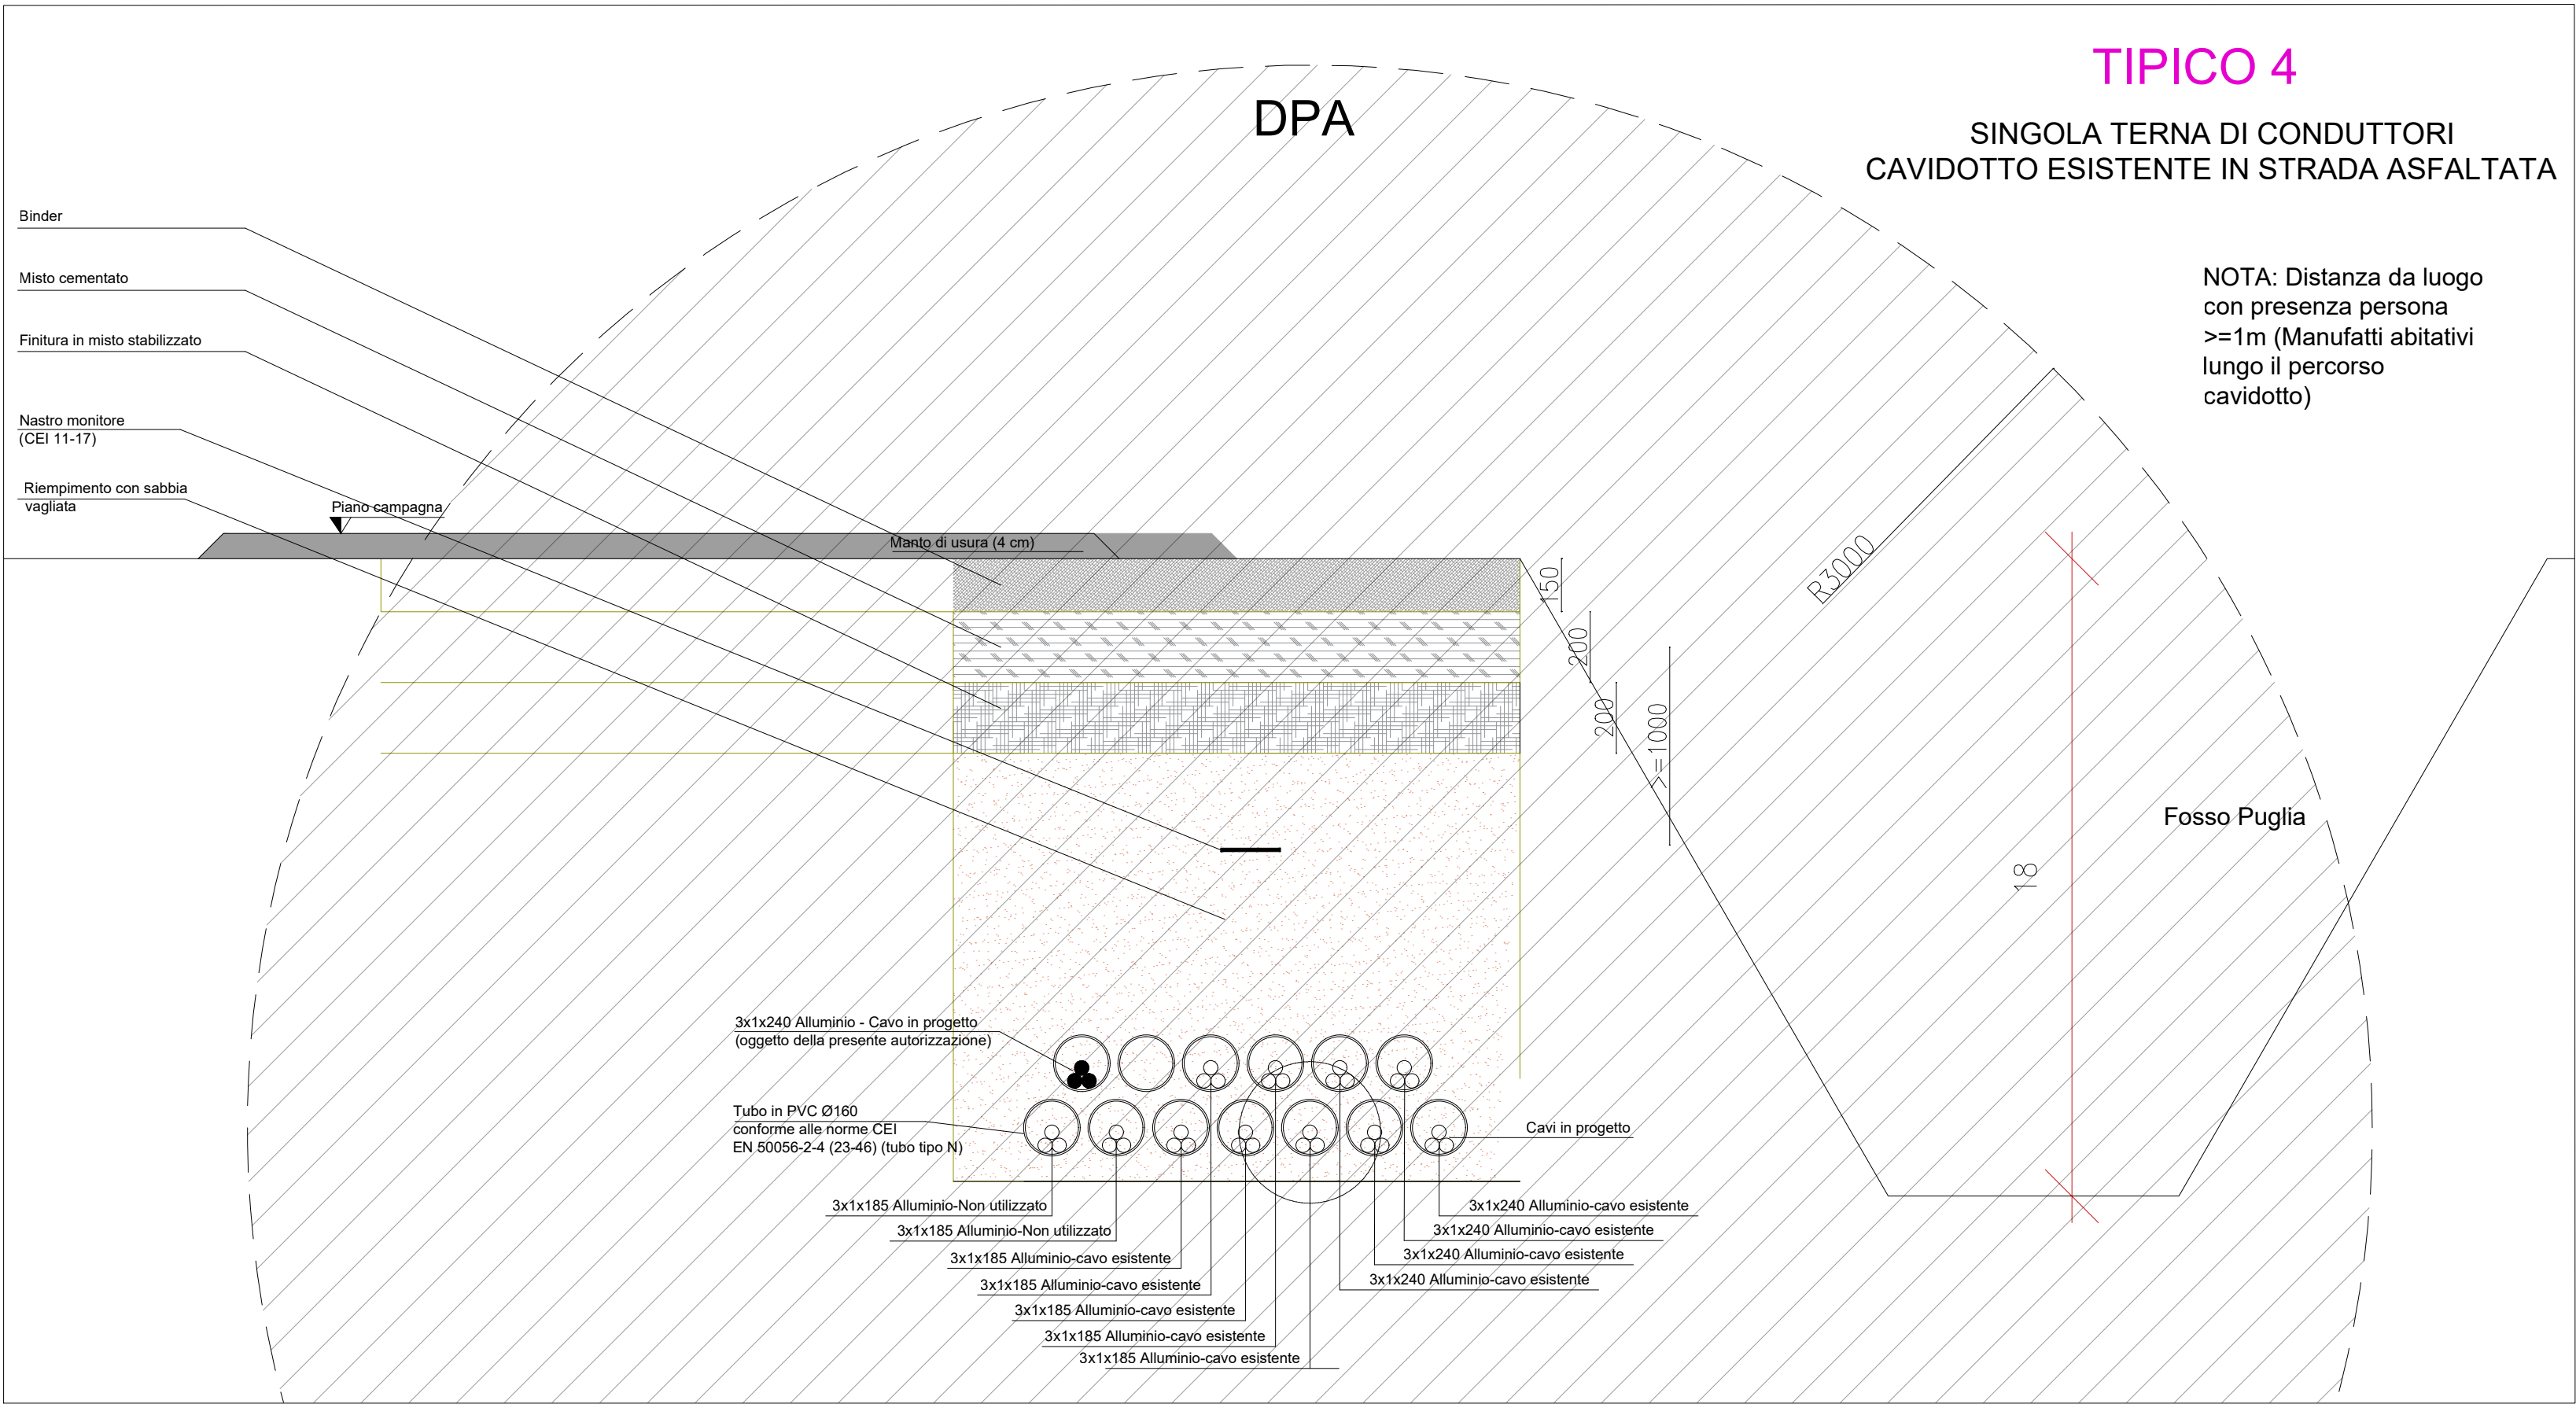 TIPICO 4
DPA
SINGOLA TERNA DI CONDUTTORI
CAVIDOTTO ESISTENTE IN STRADA ASFALTATA
NOTA: Distanza da luogo
con presenza persona
>=1m (Manufatti abitativi
lungo il percorso
cavidotto)
Binder
Misto cementato
Finitura in misto stabilizzato
Nastro monitore
(CEI 11-17)
Riempimento con sabbia
vagliata
Piano campagna
Manto di usura (4 cm)
150
200
200
>=1000
R3000
18
Fosso Puglia
3x1x240 Alluminio - Cavo in progetto
(oggetto della presente autorizzazione)
Tubo in PVC Ø160
conforme alle norme CEI
EN 50056-2-4 (23-46) (tubo tipo N)
Cavi in progetto
3x1x185 Alluminio-Non utilizzato
3x1x185 Alluminio-Non utilizzato
3x1x185 Alluminio-cavo esistente
3x1x185 Alluminio-cavo esistente
3x1x185 Alluminio-cavo esistente
3x1x185 Alluminio-cavo esistente
3x1x185 Alluminio-cavo esistente
3x1x240 Alluminio-cavo esistente
3x1x240 Alluminio-cavo esistente
3x1x240 Alluminio-cavo esistente
3x1x240 Alluminio-cavo esistente